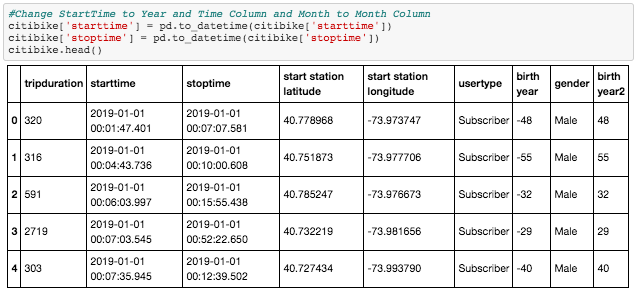 #Change StartTime to Year and Time Column and Month to Month Column
citibike['starttime'] = pd.to_datetime(citibike['starttime'])
citibike['stoptime'] = pd.to_datetime(citibike['stoptime'])
citibike.head()
tripduration starttime stoptime start station latitude start station longitude usertype birth year gender birth year2
0 320 2019-01-01 00:01:47.401 2019-01-01 00:07:07.581 40.778968 -73.973747 Subscriber -48 Male 48
1 316 2019-01-01 00:04:43.736 2019-01-01 00:10:00.608 40.751873 -73.977706 Subscriber -55 Male 55
2 591 2019-01-01 00:06:03.997 2019-01-01 00:15:55.438 40.785247 -73.976673 Subscriber -32 Male 32
3 2719 2019-01-01 00:07:03.545 2019-01-01 00:52:22.650 40.732219 -73.981656 Subscriber -29 Male 29
4 303 2019-01-01 00:07:35.945 2019-01-01 00:12:39.502 40.727434 -73.993790 Subscriber -40 Male 40